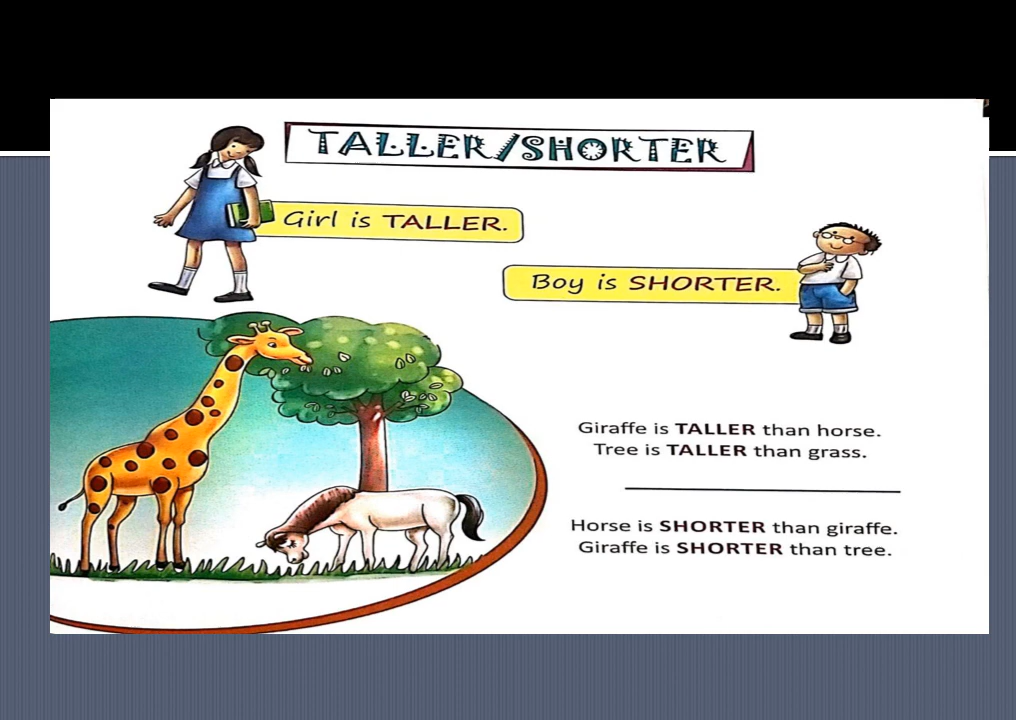 TALLER/SHORTER
Girl is TALLER.
Boy is SHORTER.
Giraffe is TALLER than horse.
Tree is TALLER than grass.
Horse is SHORTER than giraffe.
Giraffe is SHORTER than tree.